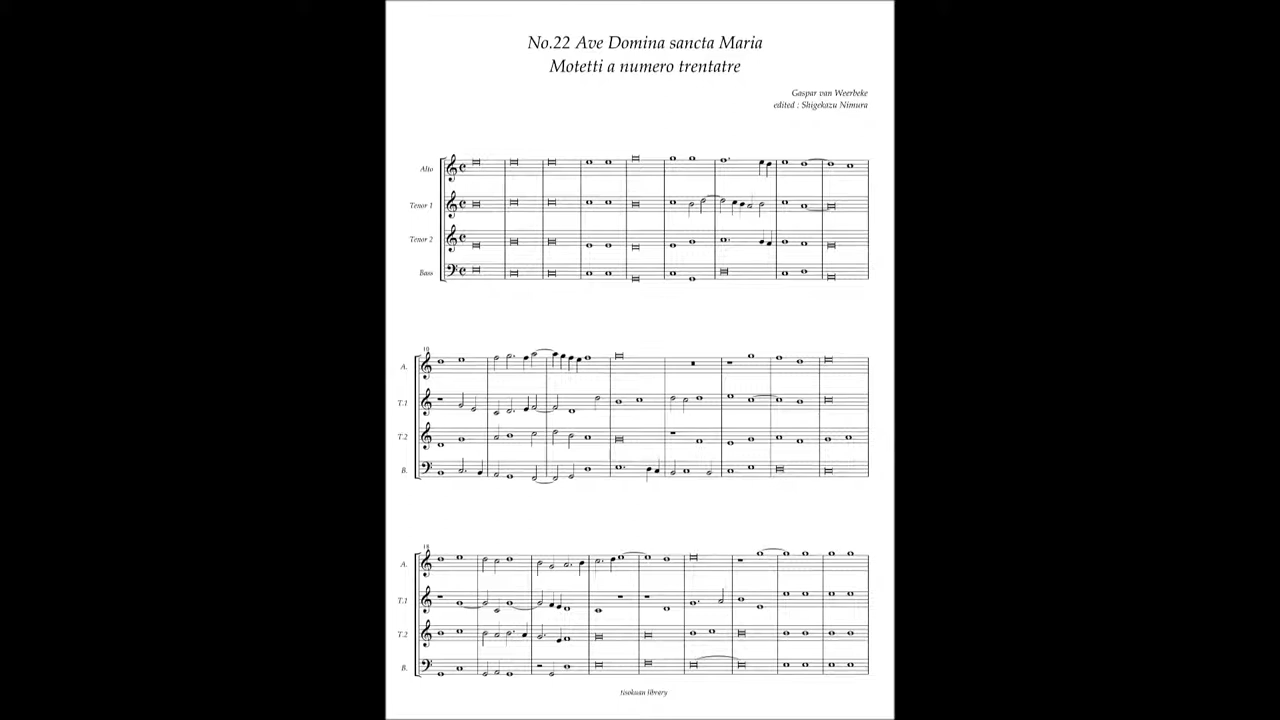 No.22 Ave Domina sancta Maria
Motetti a numero trentatre
Gaspar van Weerbeke
edited : Shigekazu Nimura
Alto
Tenor 1
Tenor 2
Bass
10
A.
T.1
T.2
B.
18
A.
T.1
T.2
B.
tsukuan library